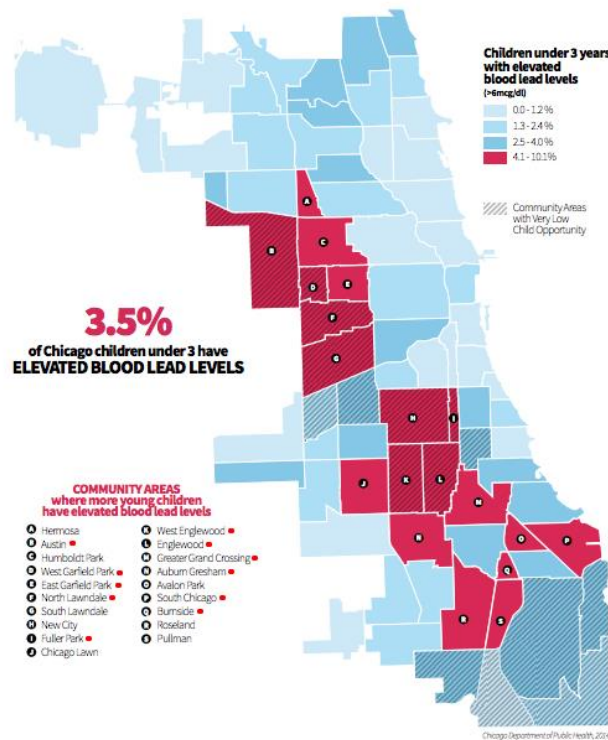 Children under 3 years
with elevated
blood lead levels
(>6mcg/dl)
0.0-1.2%
1.3-2.4%
2.5-4.0%
4.1-10.1%
Community Areas
with Very Low
Child Opportunity
A
B
C
D
E
F
G
H
I
J
K
L
M
N
O
P
Q
R
S
3.5%
of Chicago children under 3 have
ELEVATED BLOOD LEAD LEVELS
COMMUNITY AREAS
where more young children
have elevated blood lead levels
A Hermosa
B Austin
C Humboldt Park
D West Garfield Park
E East Garfield Park
F North Lawndale
G South Lawndale
H New City
I Fuller Park
J Chicago Lawn
K West Englewood
L Englewood
M Greater Grand Crossing
N Auburn Gresham
O Avalon Park
P South Chicago
Q Burnside
R Roseland
S Pullman
Chicago Department of Public Health,